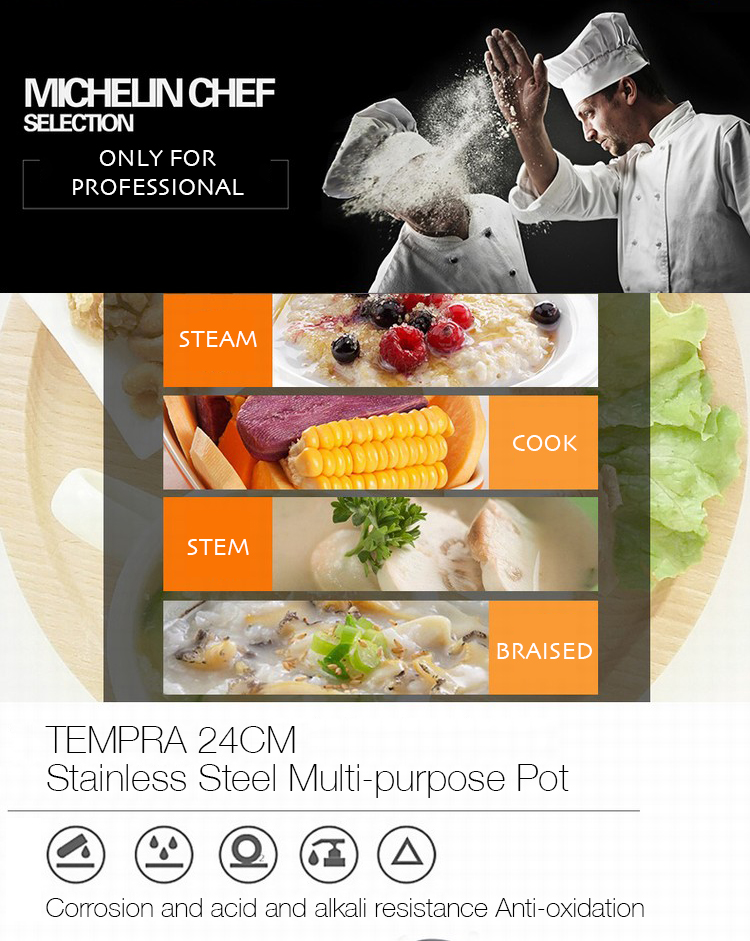 MICHELIN CHEF
SELECTION
ONLY FOR
PROFESSIONAL
STEAM
COOK
STEM
BRAISED
TEMPRA 24CM
Stainless Steel Multi-purpose Pot
O2
Corrosion and acid and alkali resistance Anti-oxidation